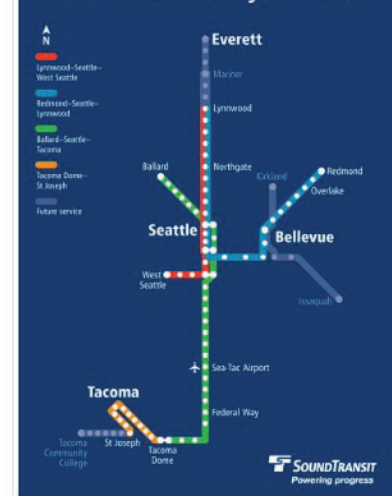 N
Everett
Lynnwood–Seattle–
West Seattle
Mariner
Redmond–Seattle–
Lynnwood
Lynnwood
Ballard–Seattle–
Tacoma
Ballard
Northgate
Kirkland
Redmond
Tacoma Dome–
St Joseph
Overlake
Future service
Seattle
Bellevue
West
Seattle
Issaquah
Sea-Tac Airport
Tacoma
Federal Way
Tacoma
Community
College
St Joseph
Tacoma
Dome
SOUNDTRANSIT
Powering progress